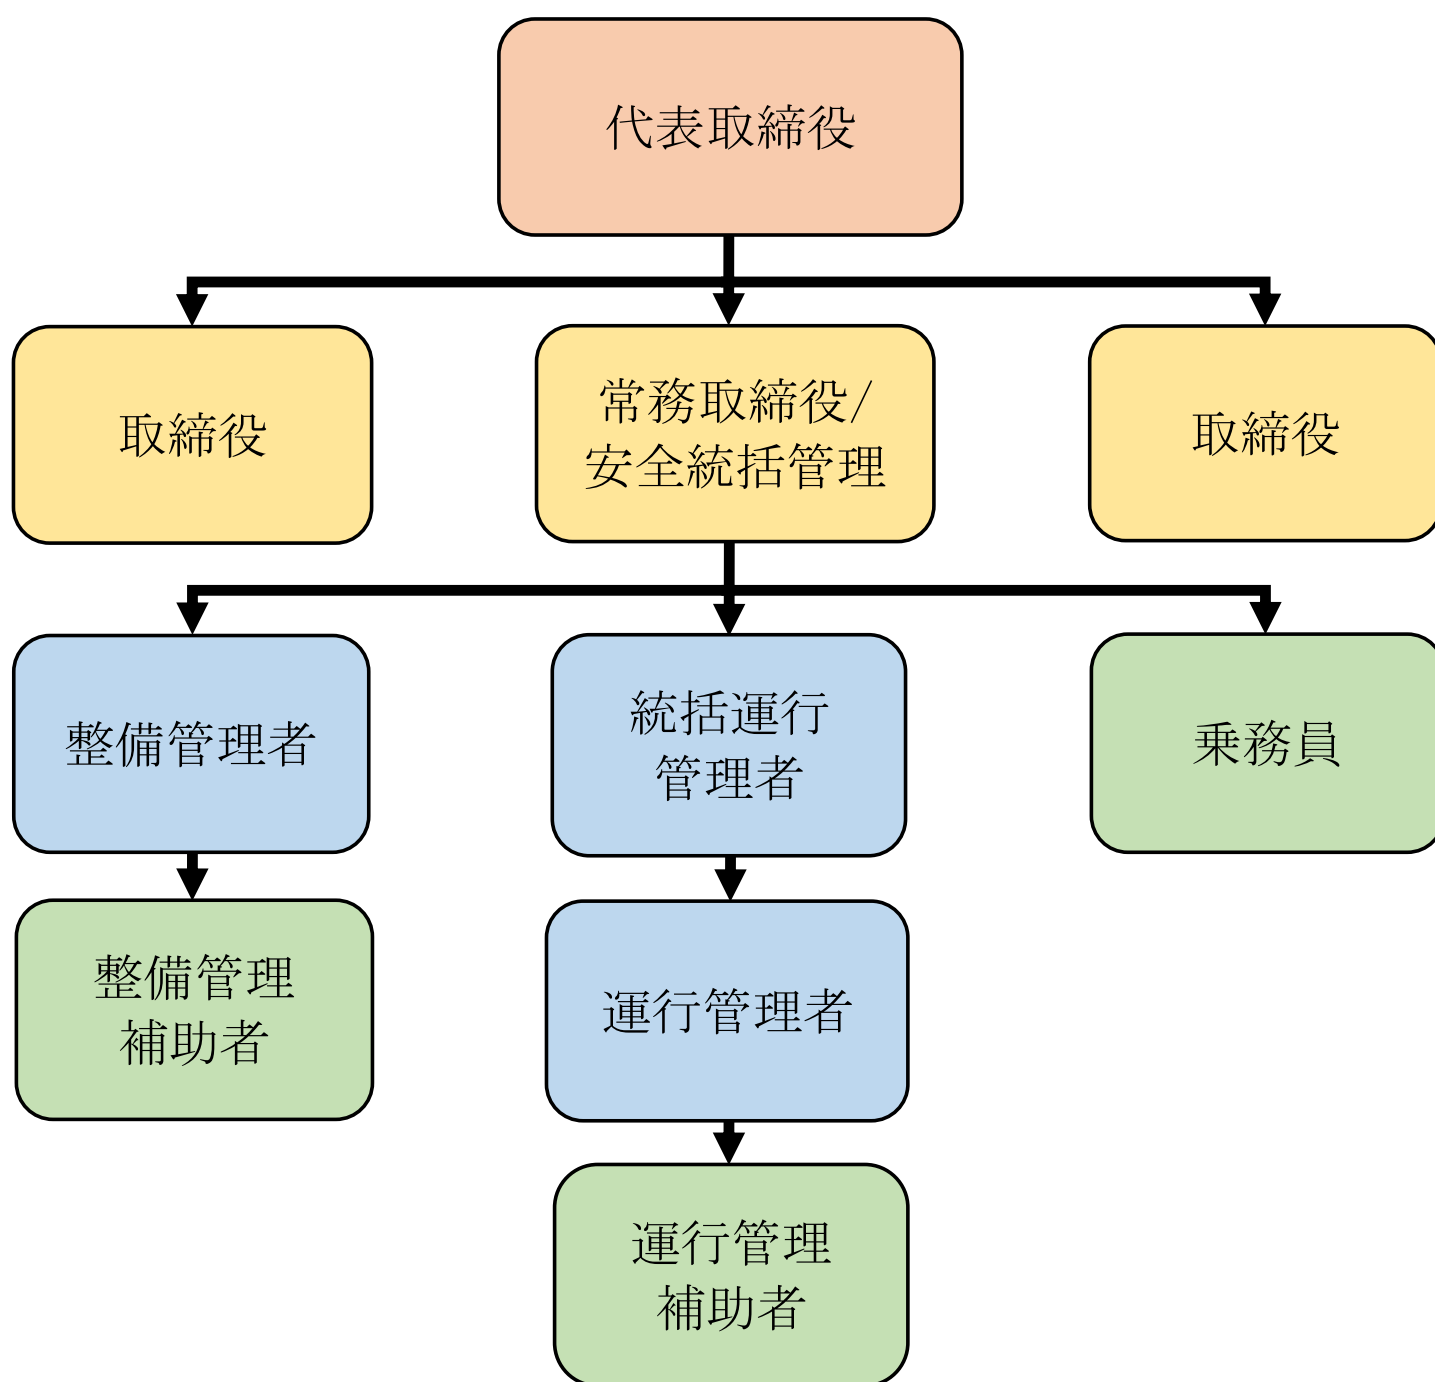 代表取締役
取締役
常務取締役/
安全統括管理
取締役
整備管理者
統括運行
管理者
乗務員
整備管理
補助者
運行管理者
運行管理
補助者